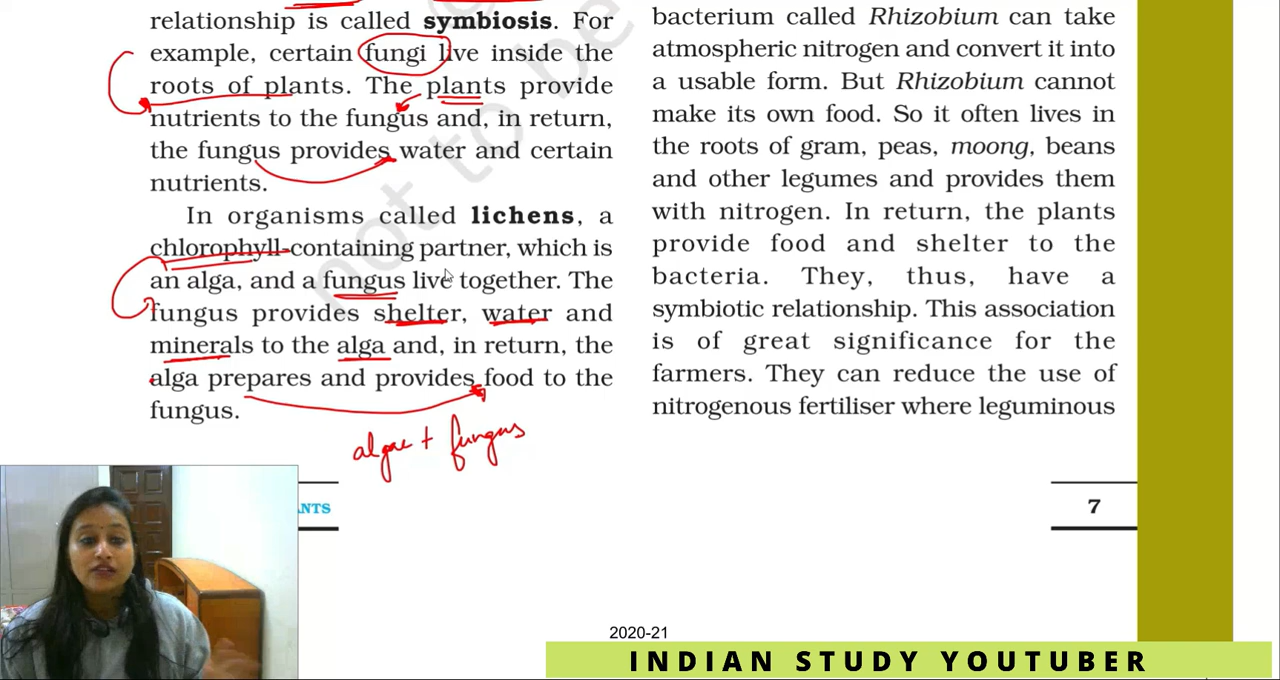 relationship is called symbiosis. For
example, certain fungi live inside the
roots of plants. The plants provide
nutrients to the fungus and, in return,
the fungus provides water and certain
nutrients.
In organisms called lichens, a
chlorophyll-containing partner, which is
an alga, and a fungus live together. The
fungus provides shelter, water and
minerals to the alga and, in return, the
alga prepares and provides food to the
fungus.
algae + fungus
bacterium called Rhizobium can take
atmospheric nitrogen and convert it into
a usable form. But Rhizobium cannot
make its own food. So it often lives in
the roots of gram, peas, moong, beans
and other legumes and provides them
with nitrogen. In return, the plants
provide food and shelter to the
bacteria. They, thus, have a
symbiotic relationship. This association
is of great significance for the
farmers. They can reduce the use of
nitrogenous fertiliser where leguminous
not to be
ANTS
7
2020-21
INDIAN STUDY YOUTUBER